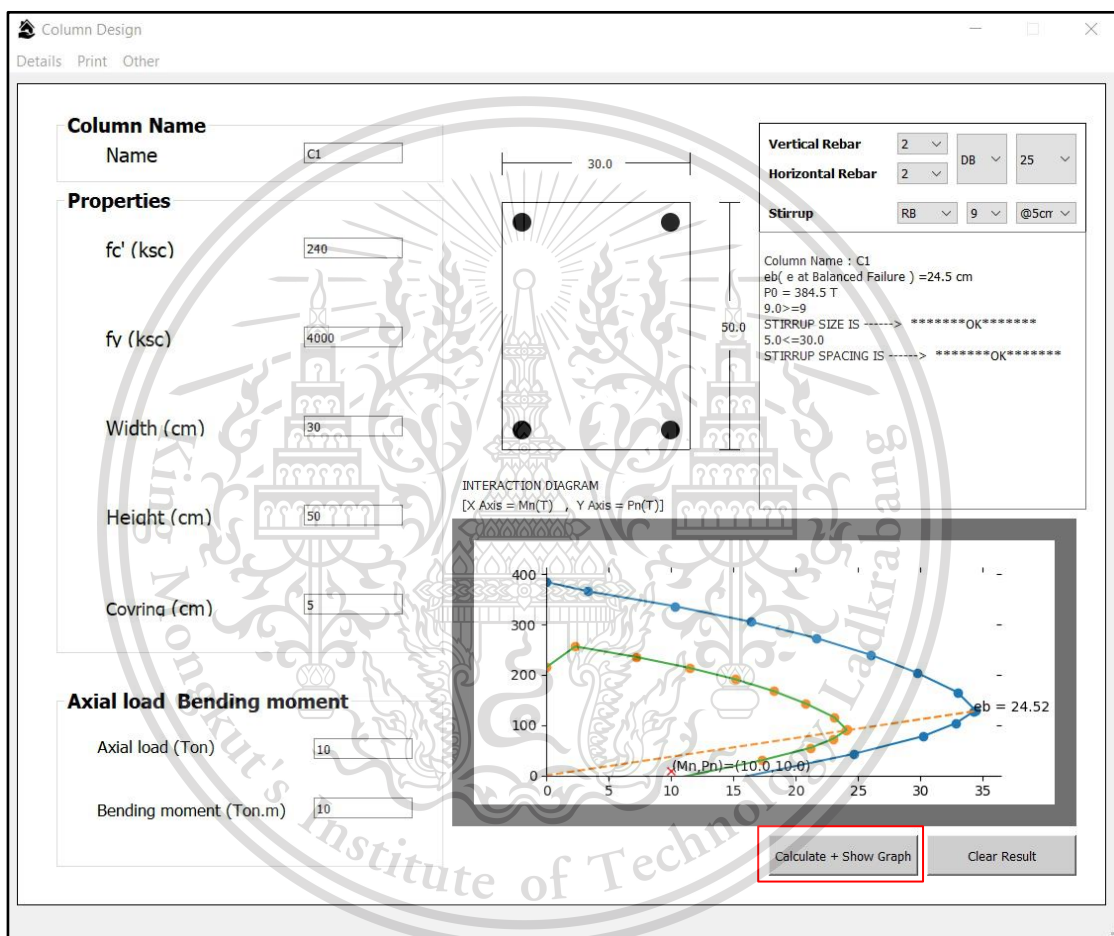 Column Design
Details Print Other
Column Name
Name C1
Properties
fc' (ksc) 240
fy (ksc) 4000
Width (cm) 30
Height (cm) 50
Covring (cm) 5
Axial load Bending moment
Axial load (Ton) 10
Bending moment (Ton.m) 10
30.0
50.0
Vertical Rebar 2 DB 25
Horizontal Rebar 2
Stirrup RB 9 @5cm
Column Name : C1
eb( e at Balanced Failure ) =24.5 cm
P0 = 384.5 T
9.0>=9
STIRRUP SIZE IS ------> *******OK*******
5.0<=30.0
STIRRUP SPACING IS ------> *******OK*******
INTERACTION DIAGRAM
[X Axis = Mn(T) , Y Axis = Pn(T)]
400
300
200
100
0
eb = 24.52
(Mn,Pn)=(10.0,10.0)
0 5 10 15 20 25 30 35
Calculate + Show Graph Clear Result
King Mongkut's Institute of Technology Ladkrabang